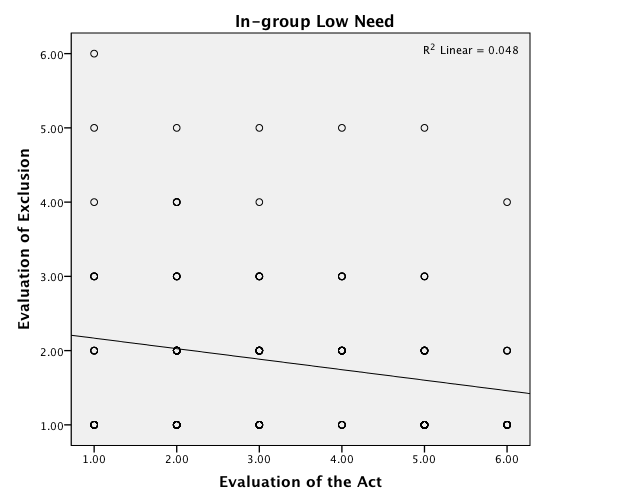 In-group Low Need
R² Linear = 0.048
Evaluation of Exclusion
6.00
5.00
4.00
3.00
2.00
1.00
1.00 2.00 3.00 4.00 5.00 6.00
Evaluation of the Act